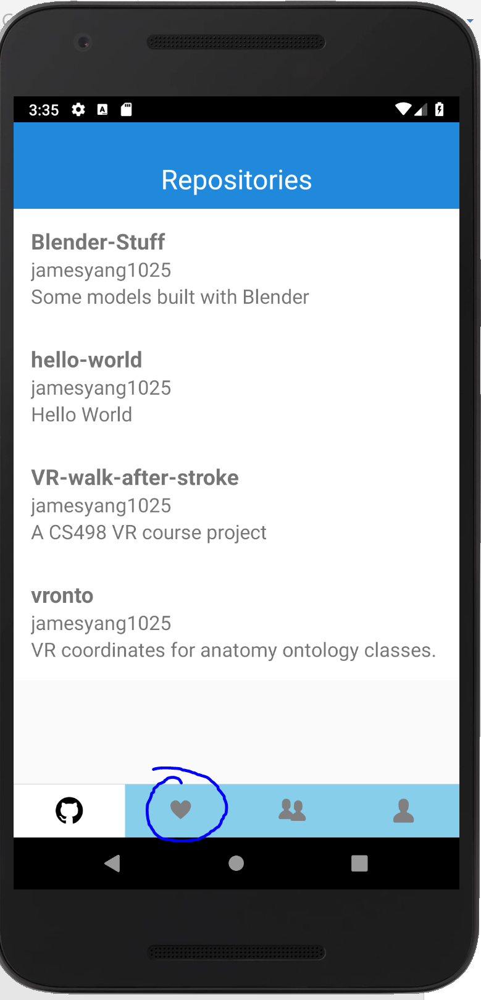 3:35
Repositories
Blender-Stuff
jamesyang1025
Some models built with Blender
hello-world
jamesyang1025
Hello World
VR-walk-after-stroke
jamesyang1025
A CS498 VR course project
vronto
jamesyang1025
VR coordinates for anatomy ontology classes.